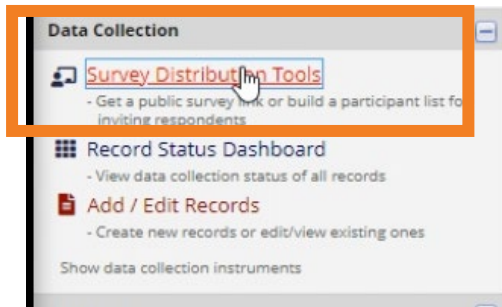 Data Collection
Survey Distribution Tools
- Get a public survey link or build a participant list fo
inviting respondents
Record Status Dashboard
- View data collection status of all records
Add / Edit Records
- Create new records or edit/view existing ones
Show data collection instruments